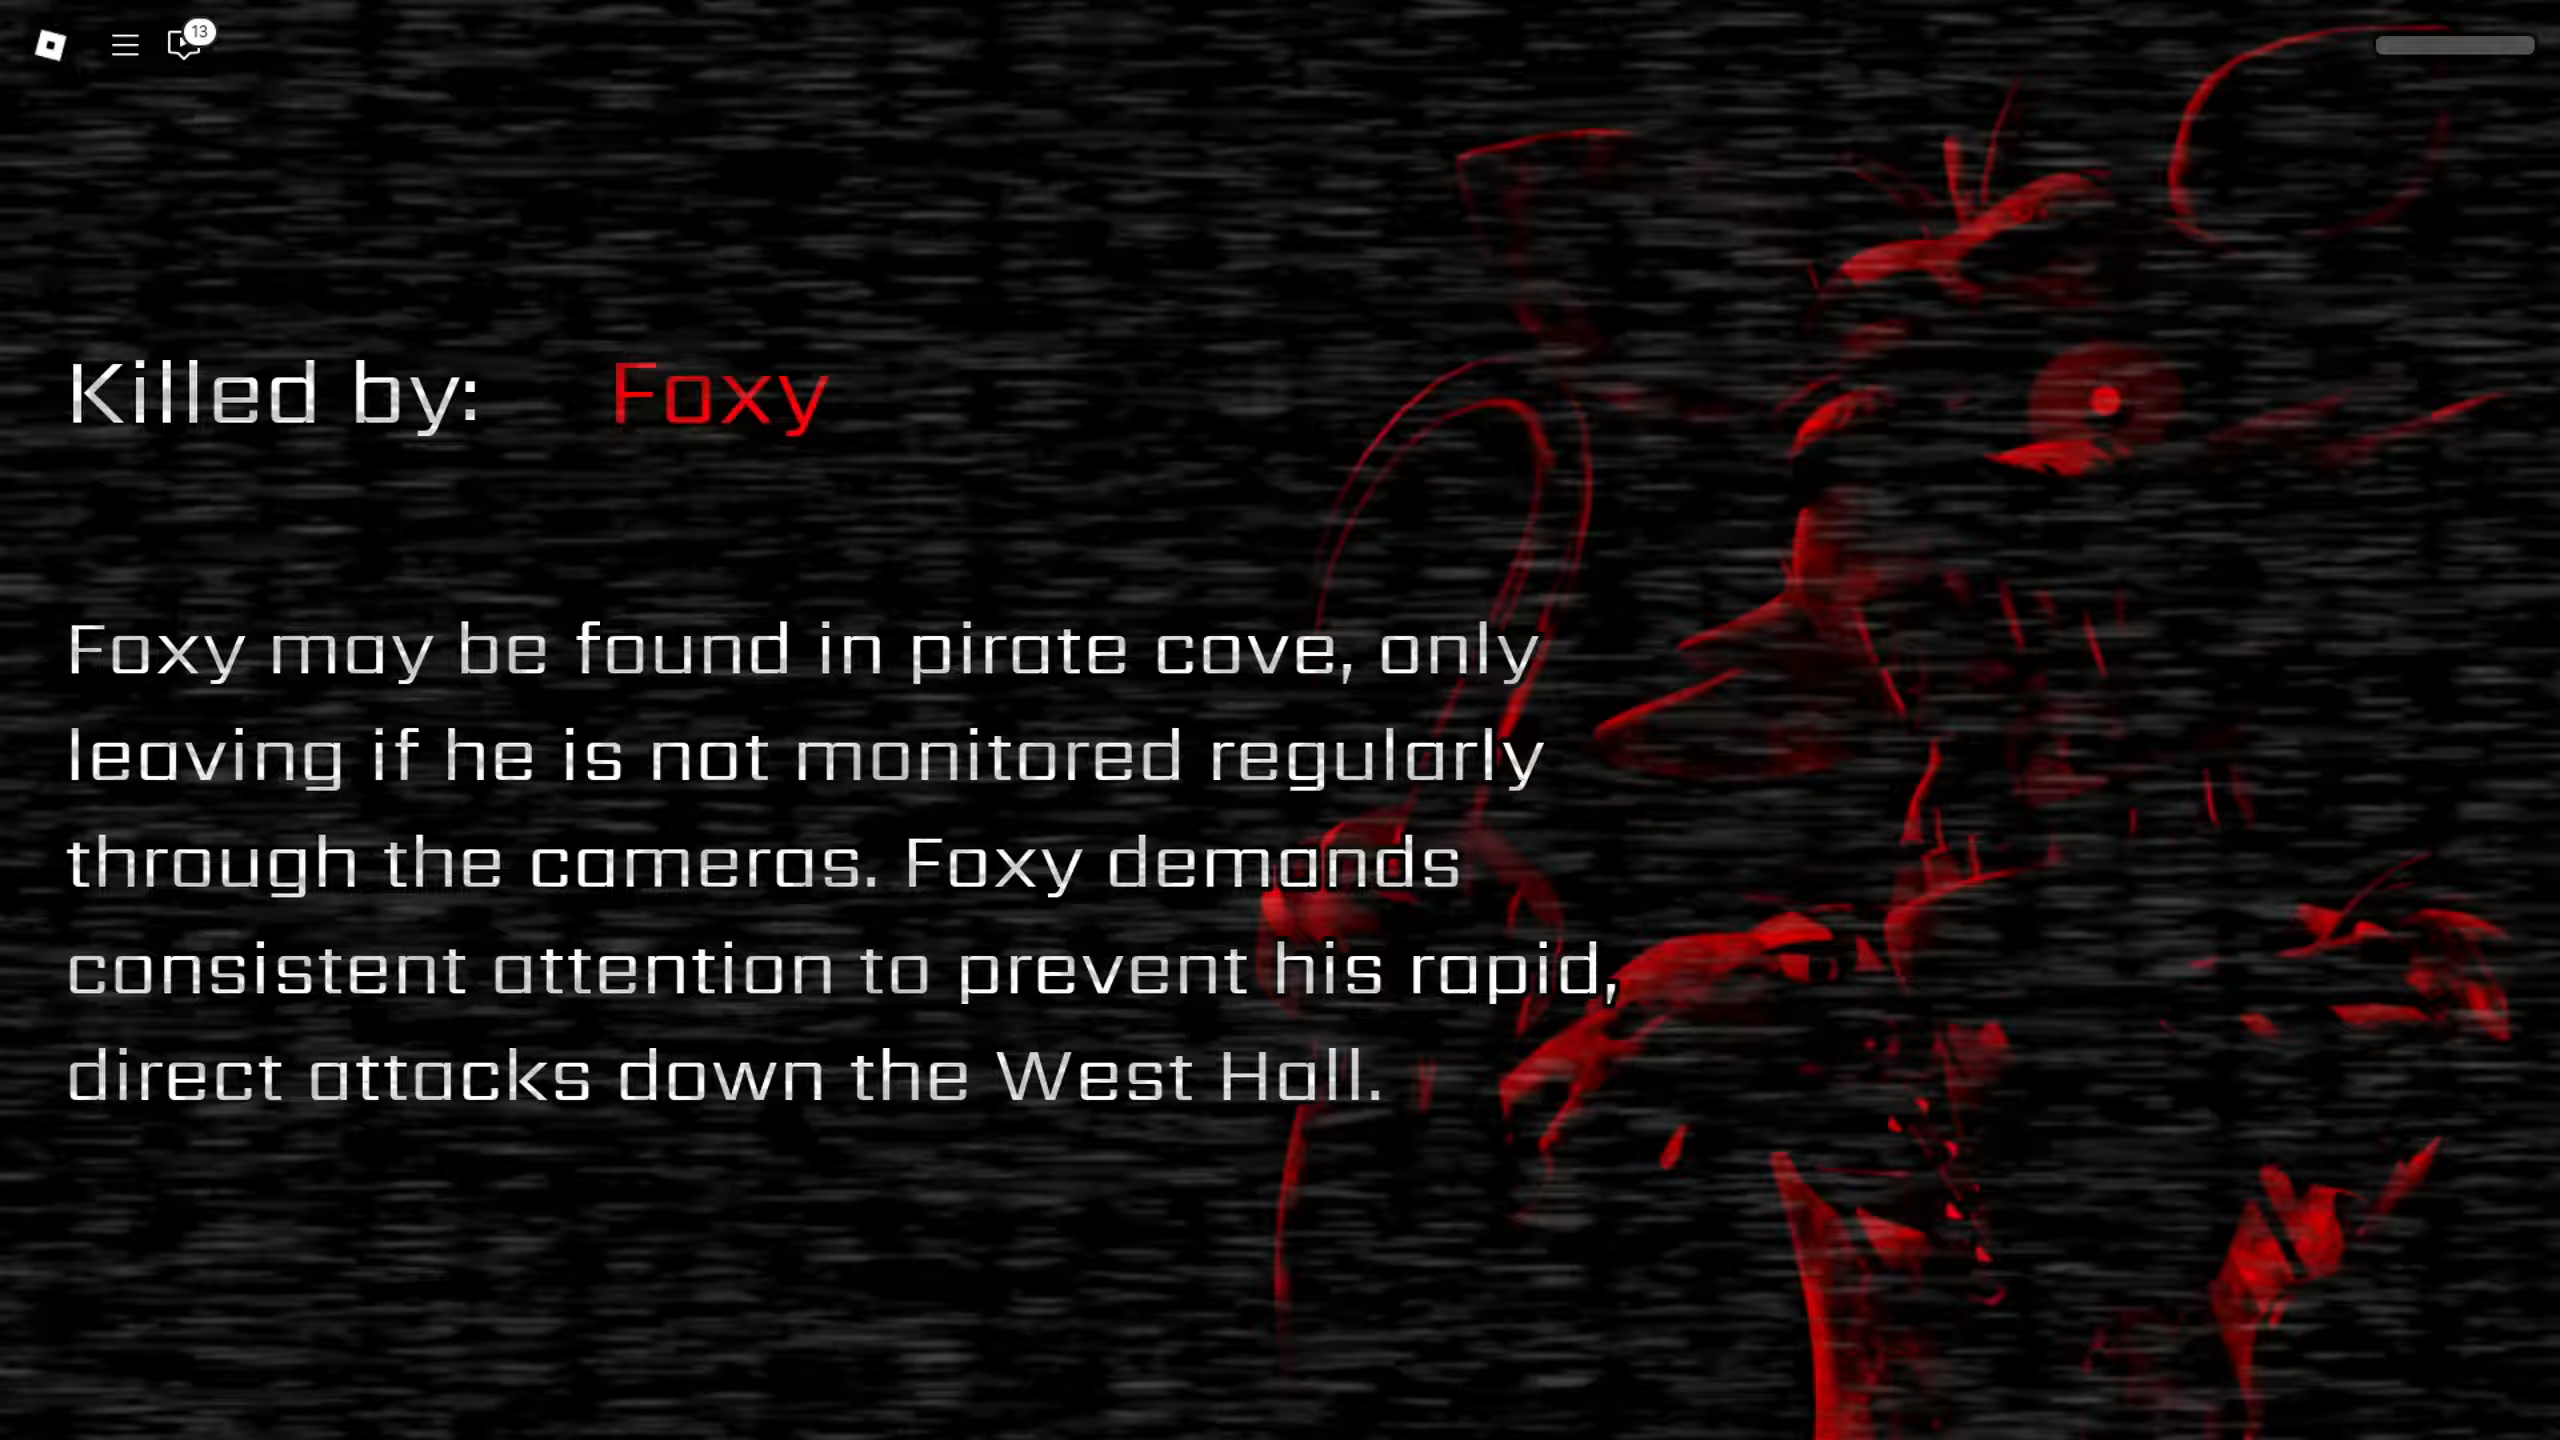 13
Killed by: Foxy
Foxy may be found in pirate cove, only
leaving if he is not monitored regularly
through the cameras. Foxy demands
consistent attention to prevent his rapid,
direct attacks down the West Hall.